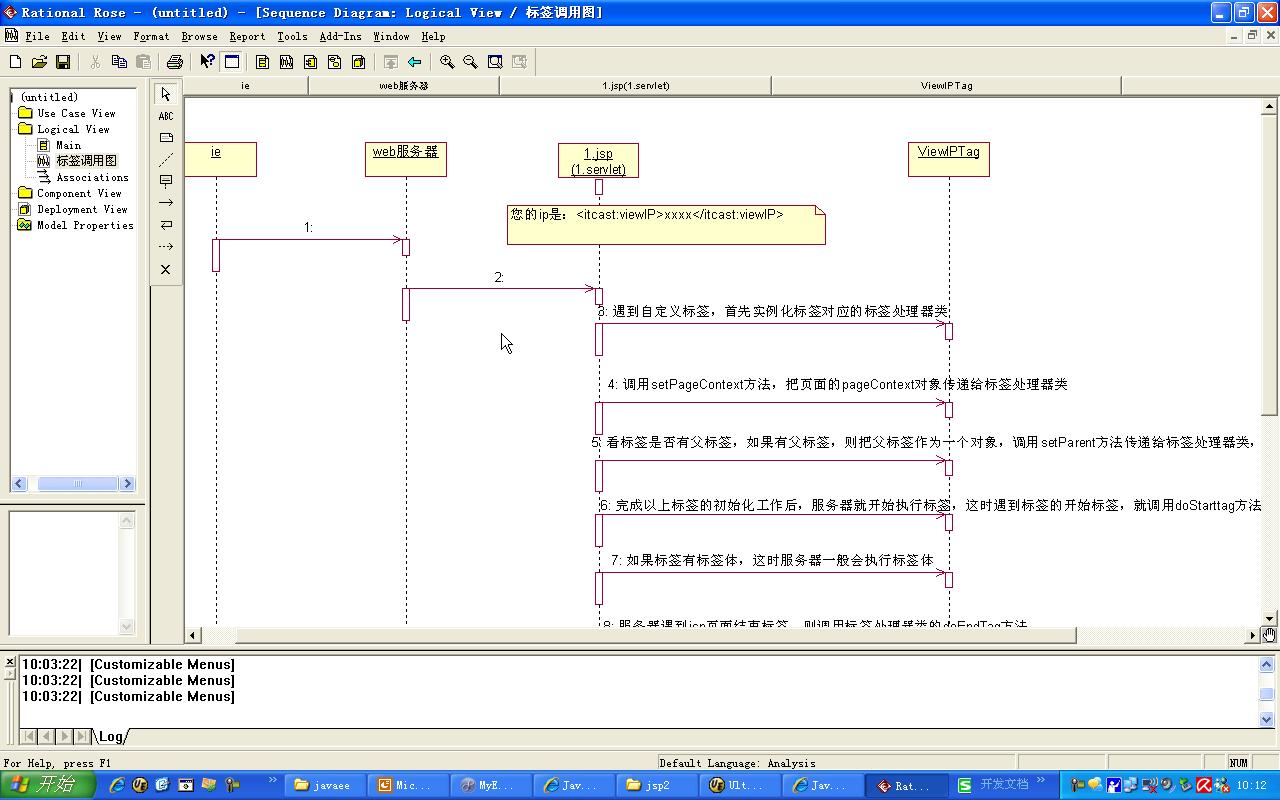 Rational Rose - (untitled) - [Sequence Diagram: Logical View / 标签调用图]
File Edit View Format Browse Report Tools Add-Ins Window Help
ie web服务器 1.jsp(1.servlet) ViewIPTag
(untitled)
Use Case View
Logical View
Main
标签调用图
Associations
Component View
Deployment View
Model Properties
ABC
ie
web服务器
1.jsp
(1.servlet)
ViewIPTag
您的ip是：<itcast:viewIP>xxxx</itcast:viewIP>
1:
2:
3: 遇到自定义标签，首先实例化标签对应的标签处理器类
4: 调用setPageContext方法，把页面的pageContext对象传递给标签处理器类
5: 看标签是否有父标签，如果有父标签，则把父标签作为一个对象，调用setParent方法传递给标签处理器类，
6: 完成以上标签的初始化工作后，服务器就开始执行标签，这时遇到标签的开始标签，就调用doStarttag方法
7: 如果标签有标签体，这时服务器一般会执行标签体
8: 服务器遇到jsp页面结束标签，则调用标签处理器类的doEndTag方法
10:03:22| [Customizable Menus]
10:03:22| [Customizable Menus]
10:03:22| [Customizable Menus]
Log
For Help, press F1 Default Language: Analysis NUM
开始 javaee Mic... MyE... Jav... jsp2 Ult... Jav... Rat... 开发文档 10:12